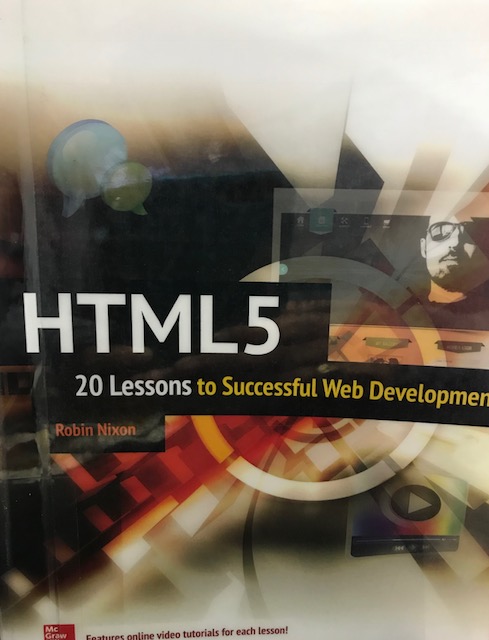 HTML5
20 Lessons to Successful Web Developmen
Robin Nixon
Mc
Graw
Features online video tutorials for each lesson!